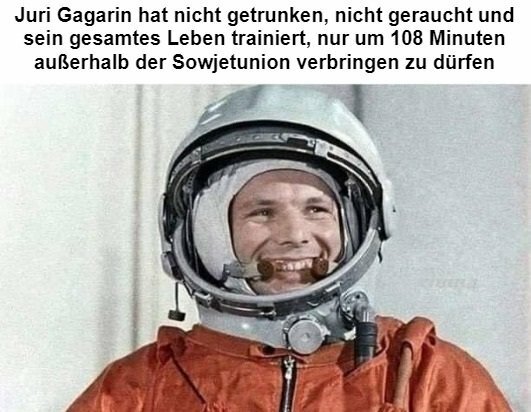 Juri Gagarin hat nicht getrunken, nicht geraucht und
sein gesamtes Leben trainiert, nur um 108 Minuten
außerhalb der Sowjetunion verbringen zu dürfen